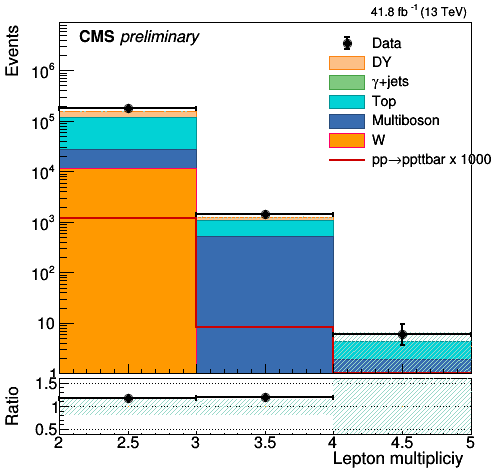 41.8 fb⁻¹ (13 TeV)
Events
CMS preliminary
Data
DY
γ+jets
Top
Multiboson
W
pp→ppttbar x 1000
10⁶
10⁵
10⁴
10³
10²
10
1
Ratio
1.5
1
0.5
2 2.5 3 3.5 4 4.5 5
Lepton multipliciy